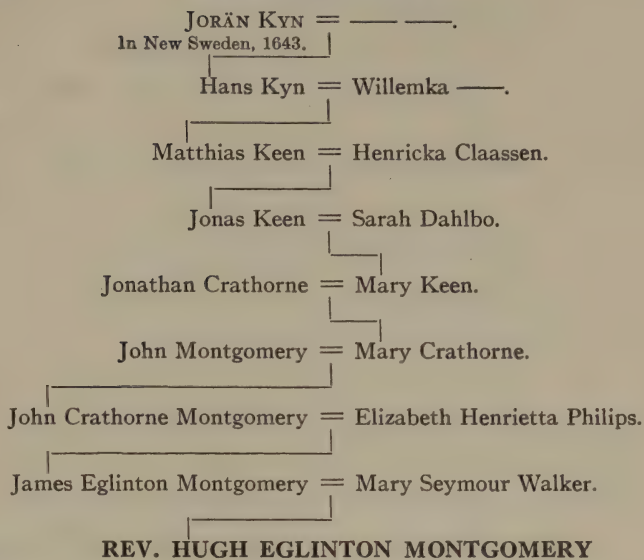 JORÄN KYN = — —.
In New Sweden, 1643.
Hans Kyn = Willemka —.
Matthias Keen = Henricka Claassen.
Jonas Keen = Sarah Dahlbo.
Jonathan Crathorne = Mary Keen.
John Montgomery = Mary Crathorne.
John Crathorne Montgomery = Elizabeth Henrietta Philips.
James Eglinton Montgomery = Mary Seymour Walker.
REV. HUGH EGLINTON MONTGOMERY